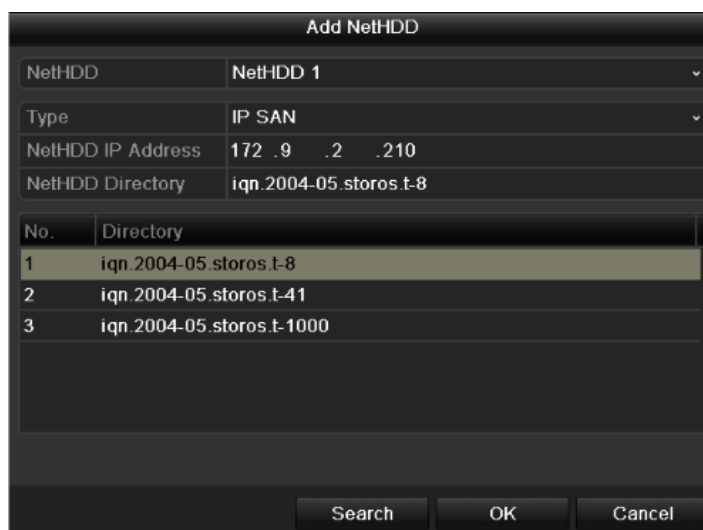 Add NetHDD
NetHDD NetHDD 1
Type IP SAN
NetHDD IP Address 172 .9 .2 .210
NetHDD Directory iqn.2004-05.storos.t-8
No. Directory
1 iqn.2004-05.storos.t-8
2 iqn.2004-05.storos.t-41
3 iqn.2004-05.storos.t-1000
Search OK Cancel